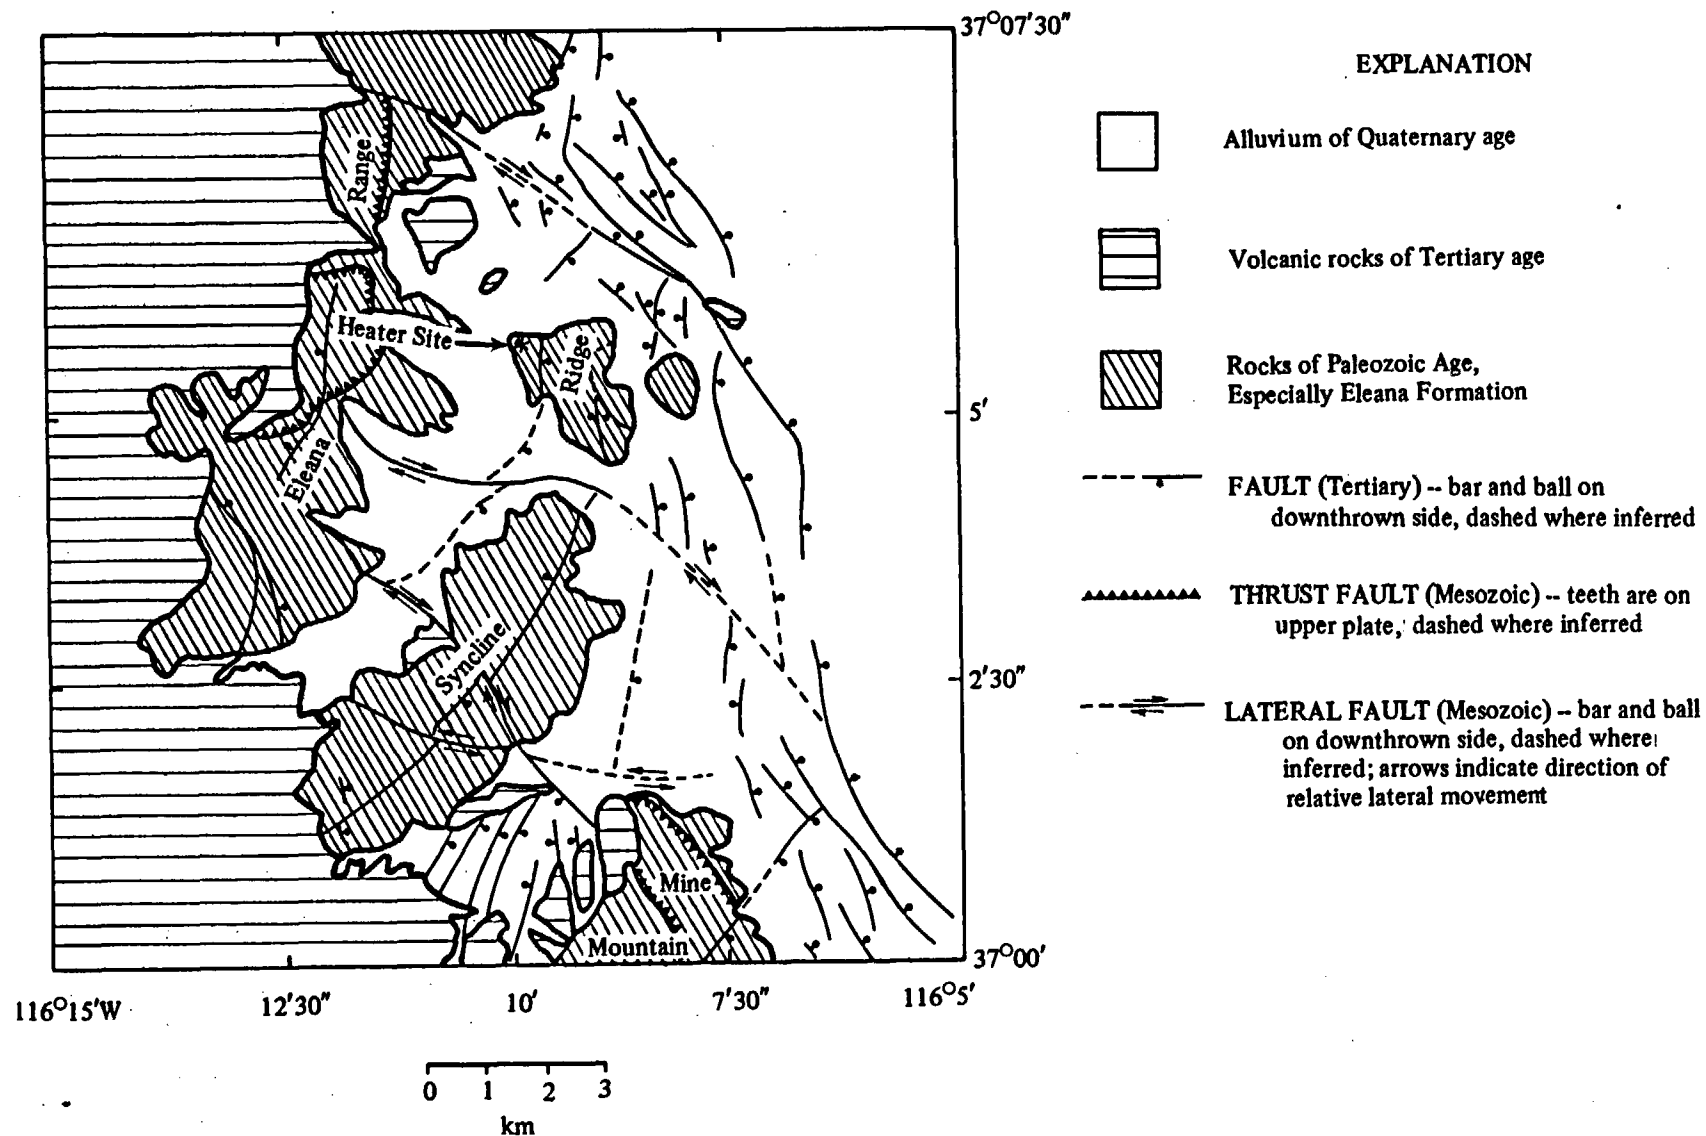 37°07'30"
EXPLANATION
Alluvium of Quaternary age
Volcanic rocks of Tertiary age
Rocks of Paleozoic Age,
Especially Eleana Formation
FAULT (Tertiary) -- bar and ball on
downthrown side, dashed where inferred
THRUST FAULT (Mesozoic) -- teeth are on
upper plate, dashed where inferred
LATERAL FAULT (Mesozoic) -- bar and ball
on downthrown side, dashed where
inferred; arrows indicate direction of
relative lateral movement
Range
Heater Site
Ridge
5'
Eleana
Syncline
2'30"
Mine
Mountain
37°00'
116°15'W
12'30"
10'
7'30"
116°5'
0 1 2 3
km